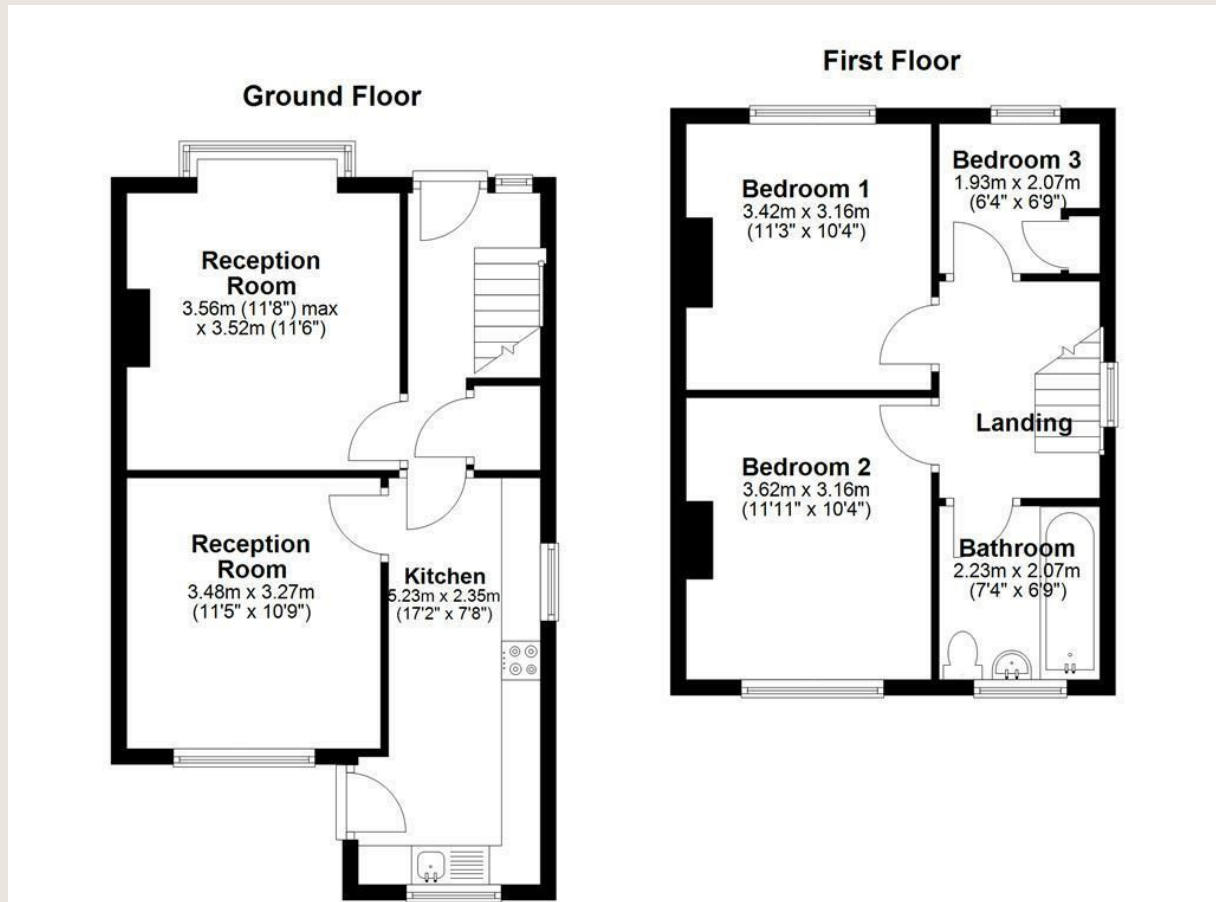 Ground Floor
Reception
Room
3.56m (11'8") max
x 3.52m (11'6")
Reception
Room
3.48m x 3.27m
(11'5" x 10'9")
Kitchen
5.23m x 2.35m
(17'2" x 7'8")
First Floor
Bedroom 1
3.42m x 3.16m
(11'3" x 10'4")
Bedroom 3
1.93m x 2.07m
(6'4" x 6'9")
Landing
Bedroom 2
3.62m x 3.16m
(11'11" x 10'4")
Bathroom
2.23m x 2.07m
(7'4" x 6'9")